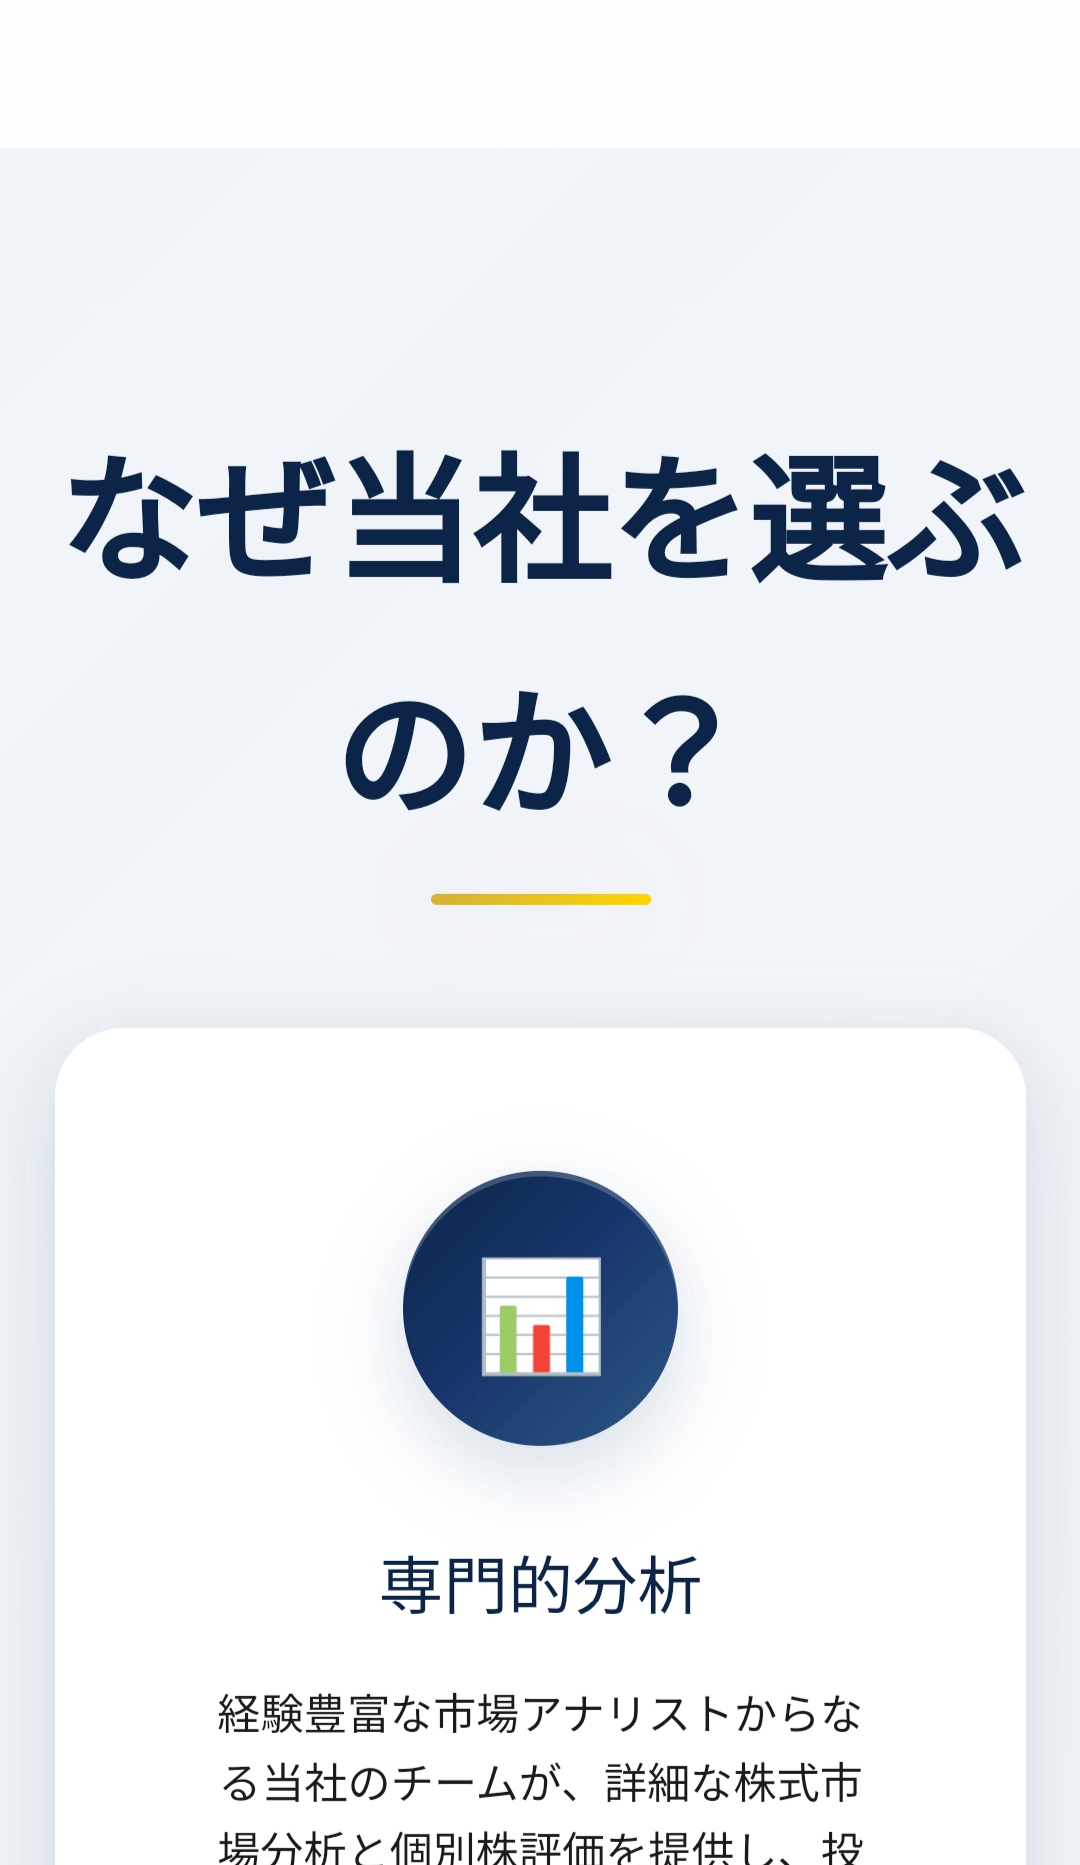 なぜ当社を選ぶ
のか？
専門的分析
経験豊富な市場アナリストからな
る当社のチームが、詳細な株式市
場分析と個別株評価を提供し、投